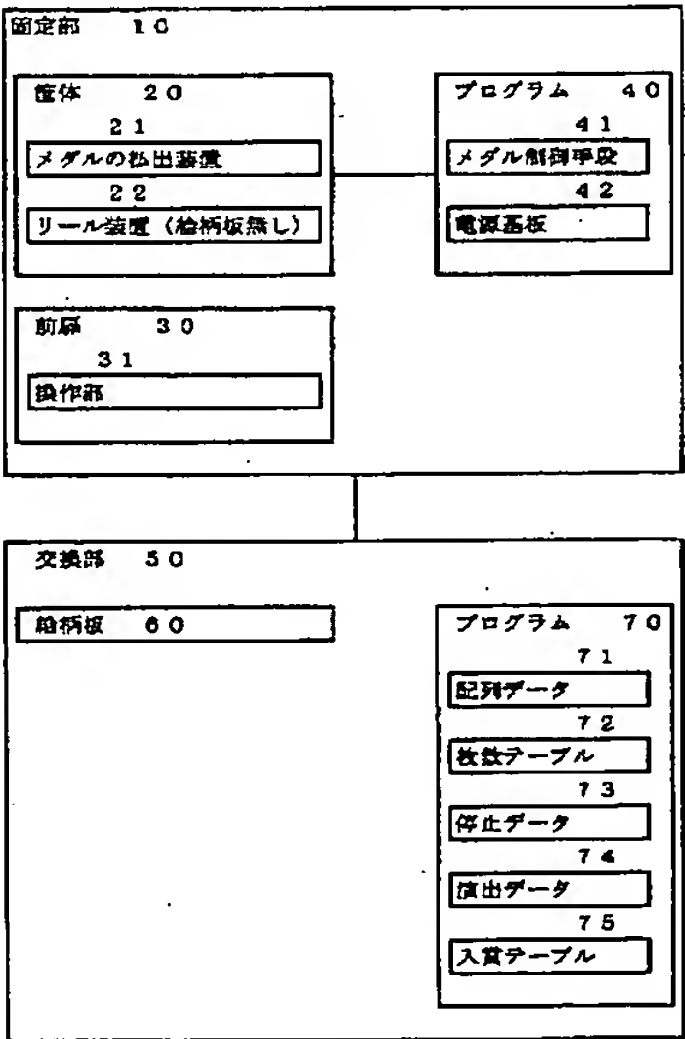 固定部 10
筐体 20
21
メダルの払出装置
22
リール装置（絵柄板無し）
プログラム 40
41
メダル制御手段
42
電源基板
前扉 30
31
操作部
交換部 50
絵柄板 60
プログラム 70
71
配列データ
72
枚数テーブル
73
停止データ
74
演出データ
75
入賞テーブル